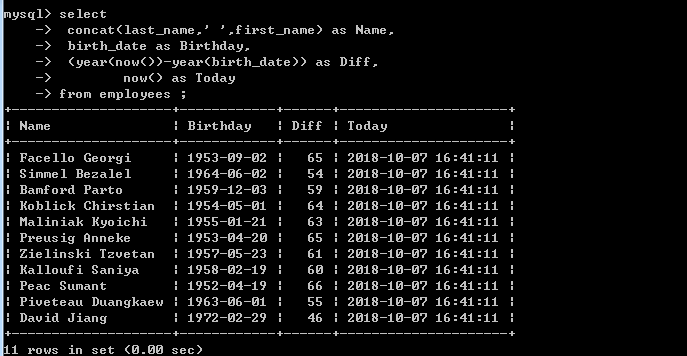 mysql> select
    ->  concat(last_name,' ',first_name) as Name,
    ->  birth_date as Birthday,
    ->  (year(now())-year(birth_date)) as Diff,
    ->         now() as Today
    -> from employees ;
+--------------------+------------+------+---------------------+
| Name               | Birthday   | Diff | Today               |
+--------------------+------------+------+---------------------+
| Facello Georgi     | 1953-09-02 |   65 | 2018-10-07 16:41:11 |
| Simmel Bezalel     | 1964-06-02 |   54 | 2018-10-07 16:41:11 |
| Bamford Parto      | 1959-12-03 |   59 | 2018-10-07 16:41:11 |
| Koblick Chirstian  | 1954-05-01 |   64 | 2018-10-07 16:41:11 |
| Maliniak Kyoichi   | 1955-01-21 |   63 | 2018-10-07 16:41:11 |
| Preusig Anneke     | 1953-04-20 |   65 | 2018-10-07 16:41:11 |
| Zielinski Tzvetan  | 1957-05-23 |   61 | 2018-10-07 16:41:11 |
| Kalloufi Saniya    | 1958-02-19 |   60 | 2018-10-07 16:41:11 |
| Peac Sumant        | 1952-04-19 |   66 | 2018-10-07 16:41:11 |
| Piveteau Duangkaew | 1963-06-01 |   55 | 2018-10-07 16:41:11 |
| David Jiang        | 1972-02-29 |   46 | 2018-10-07 16:41:11 |
+--------------------+------------+------+---------------------+
11 rows in set (0.00 sec)